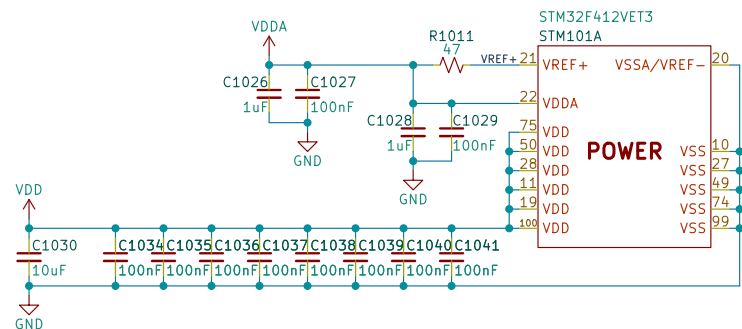 STM32F412VET3
STM101A
VDDA
R1011
47
VREF+
21
VREF+
VSSA/VREF-
20
C1026
1uF
C1027
100nF
22
VDDA
C1028
1uF
C1029
100nF
GND
GND
75
VDD
50
VDD
28
VDD
11
VDD
19
VDD
100
VDD
POWER
VSS
10
VSS
27
VSS
49
VSS
74
VSS
99
VDD
C1030
10uF
C1034
100nF
C1035
100nF
C1036
100nF
C1037
100nF
C1038
100nF
C1039
100nF
C1040
100nF
C1041
100nF
GND